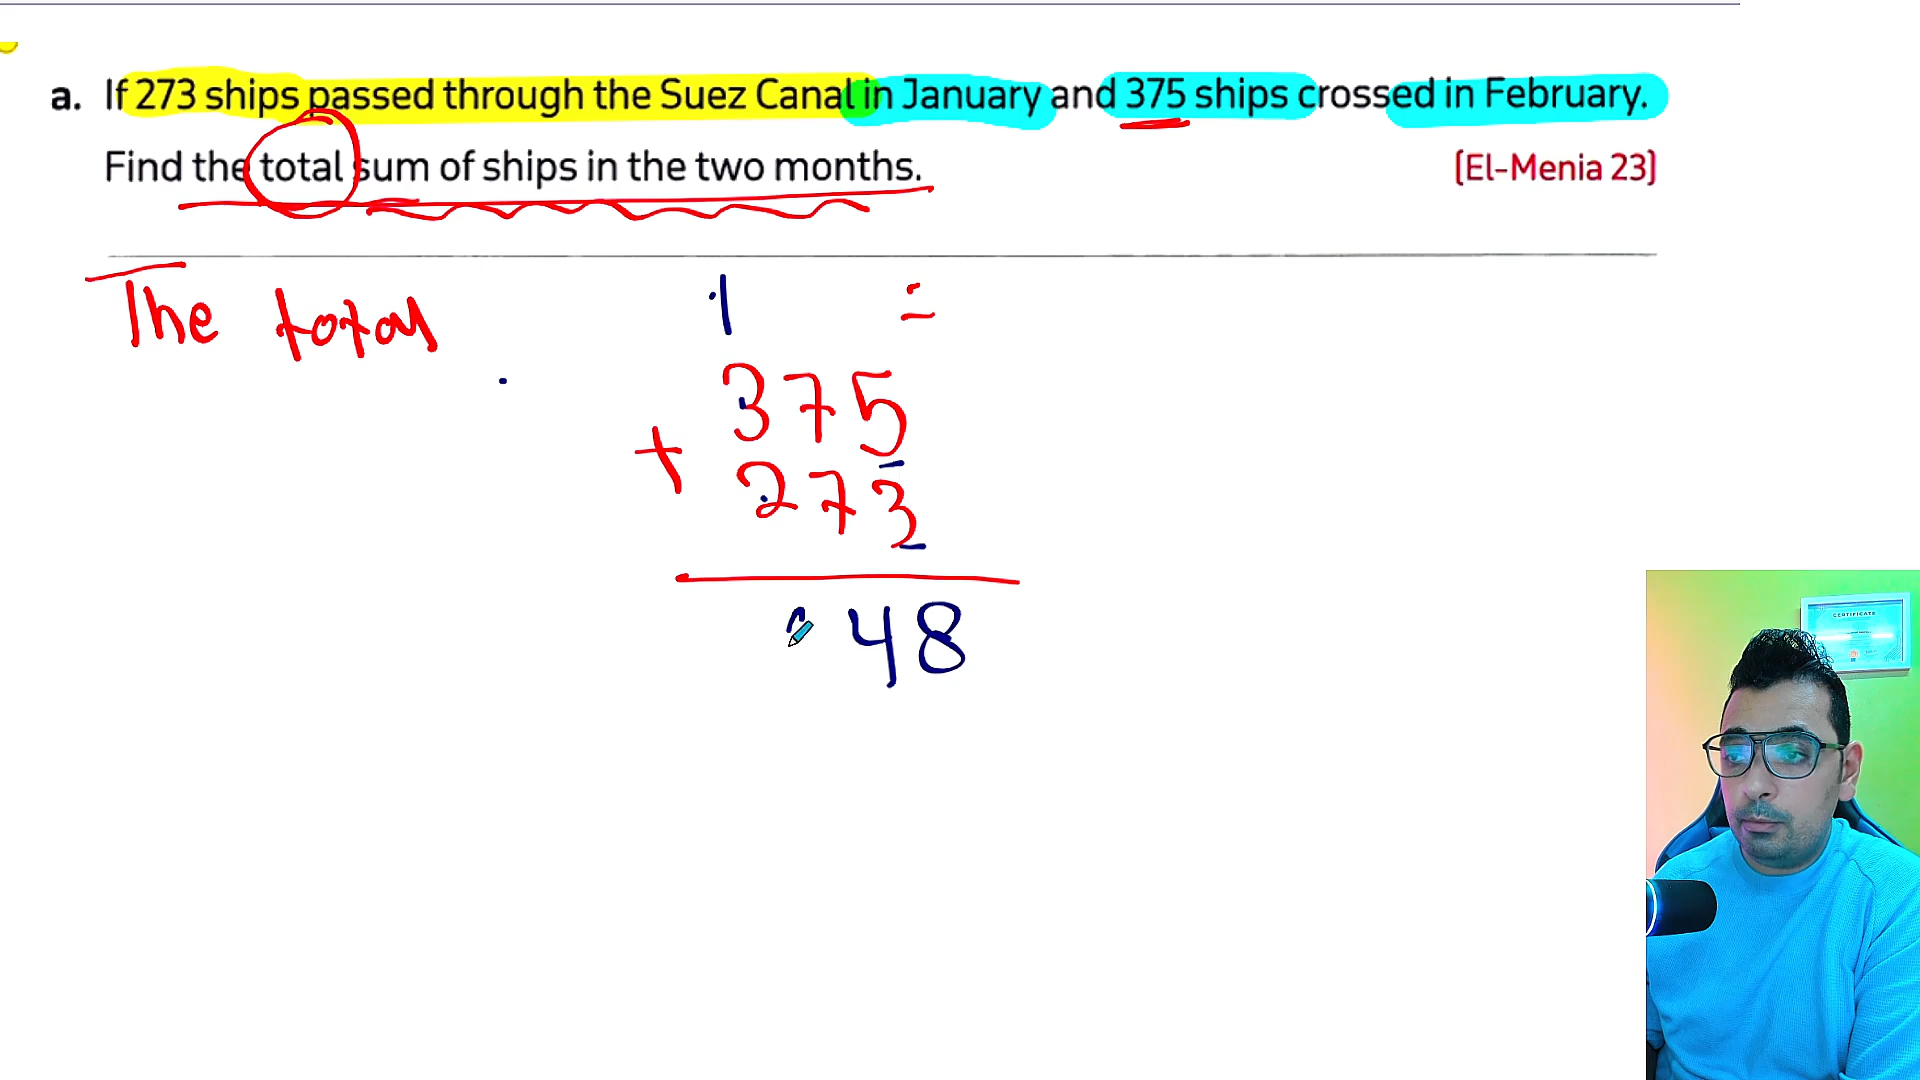 a. If 273 ships passed through the Suez Canal in January and 375 ships crossed in February.
Find the total sum of ships in the two months.
[El-Menia 23]
The total
1 =
375
+ 273
48
CERTIFICATE